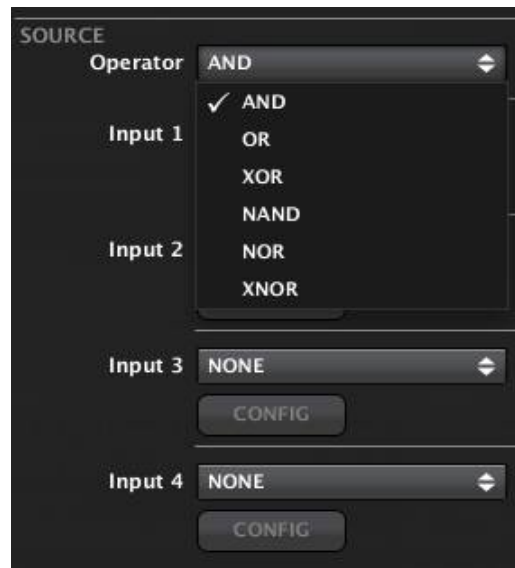 SOURCE
Operator AND
AND
Input 1
OR
XOR
NAND
Input 2
NOR
XNOR
Input 3 NONE
CONFIG
Input 4 NONE
CONFIG